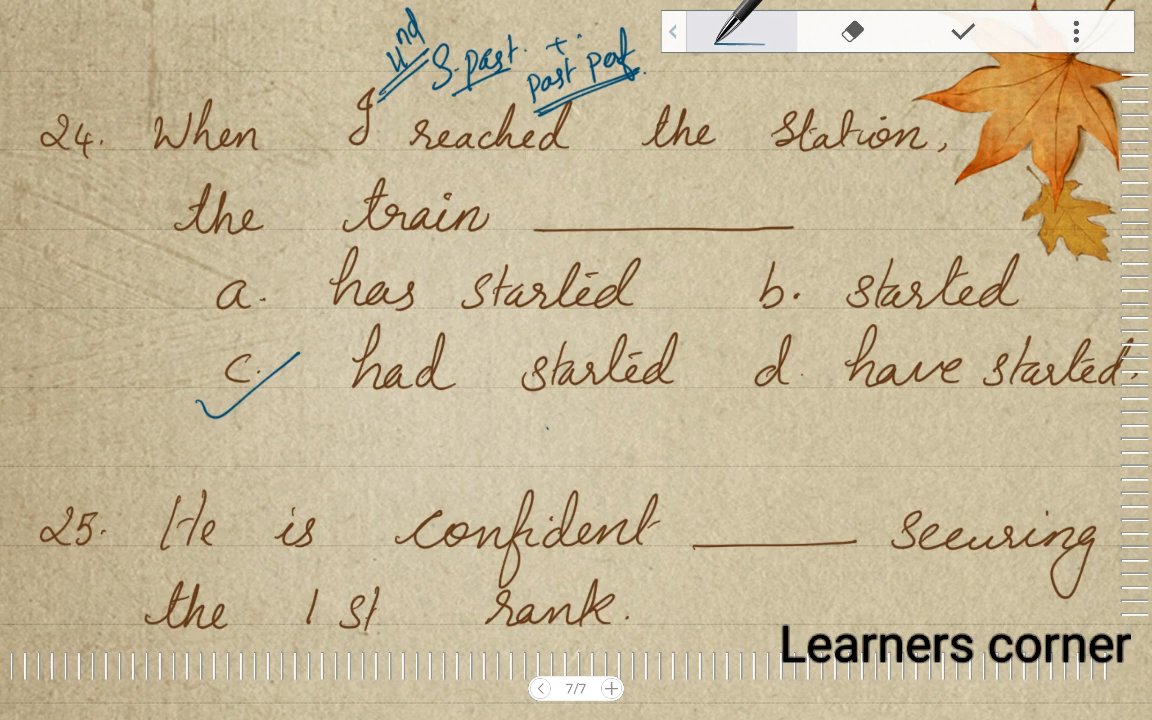 und S. past. + past perf.
24. When I reached the station,
the train __________
a. has started b. started
c. had started d. have started.
25. He is confident ______ securing
the 1st rank.
Learners corner
7/7